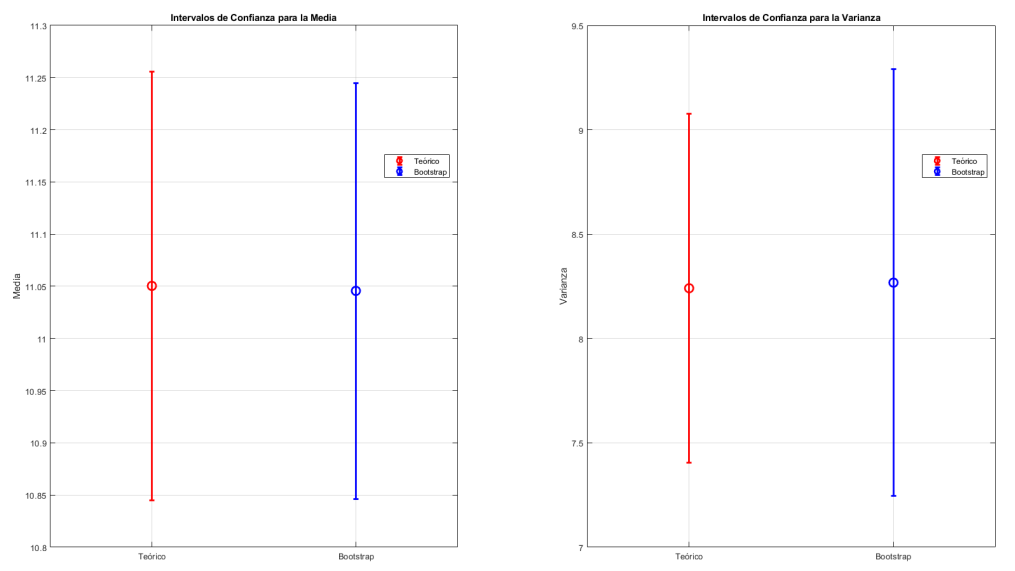 Intervalos de Confianza para la Media
11.3
11.25
11.2
11.15
11.1
11.05
11
10.95
10.9
10.85
10.8
Media
Teórico
Bootstrap
Teórico
Bootstrap
Intervalos de Confianza para la Varianza
9.5
9
8.5
8
7.5
7
Varianza
Teórico
Bootstrap
Teórico
Bootstrap